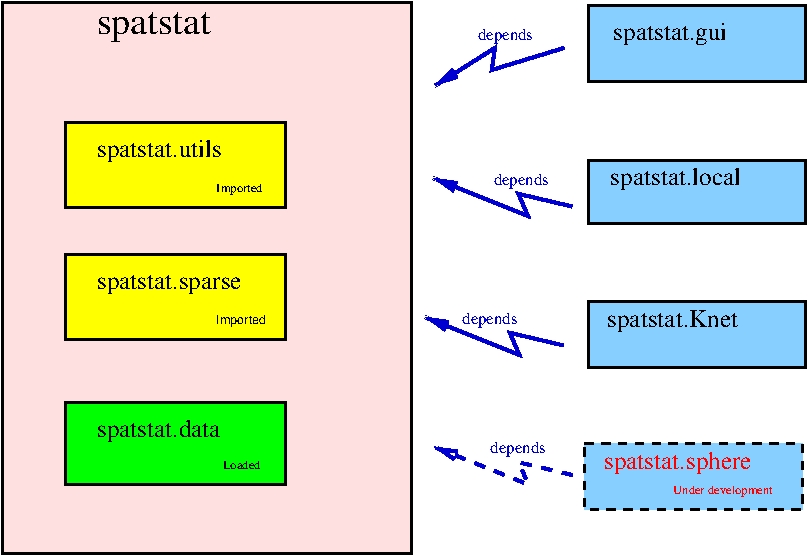 spatstat
spatstat.utils
Imported
spatstat.sparse
Imported
spatstat.data
Loaded
depends
spatstat.gui
depends
spatstat.local
depends
spatstat.Knet
depends
spatstat.sphere
Under development